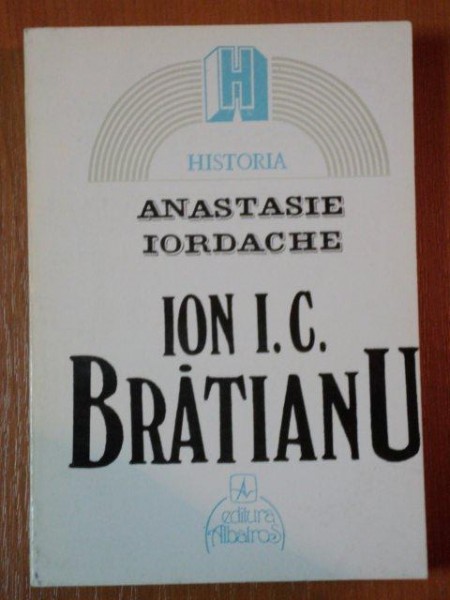 H
HISTORIA
ANASTASIE
IORDACHE
ION I.C.
BRĂTIANU
editura
Albatros